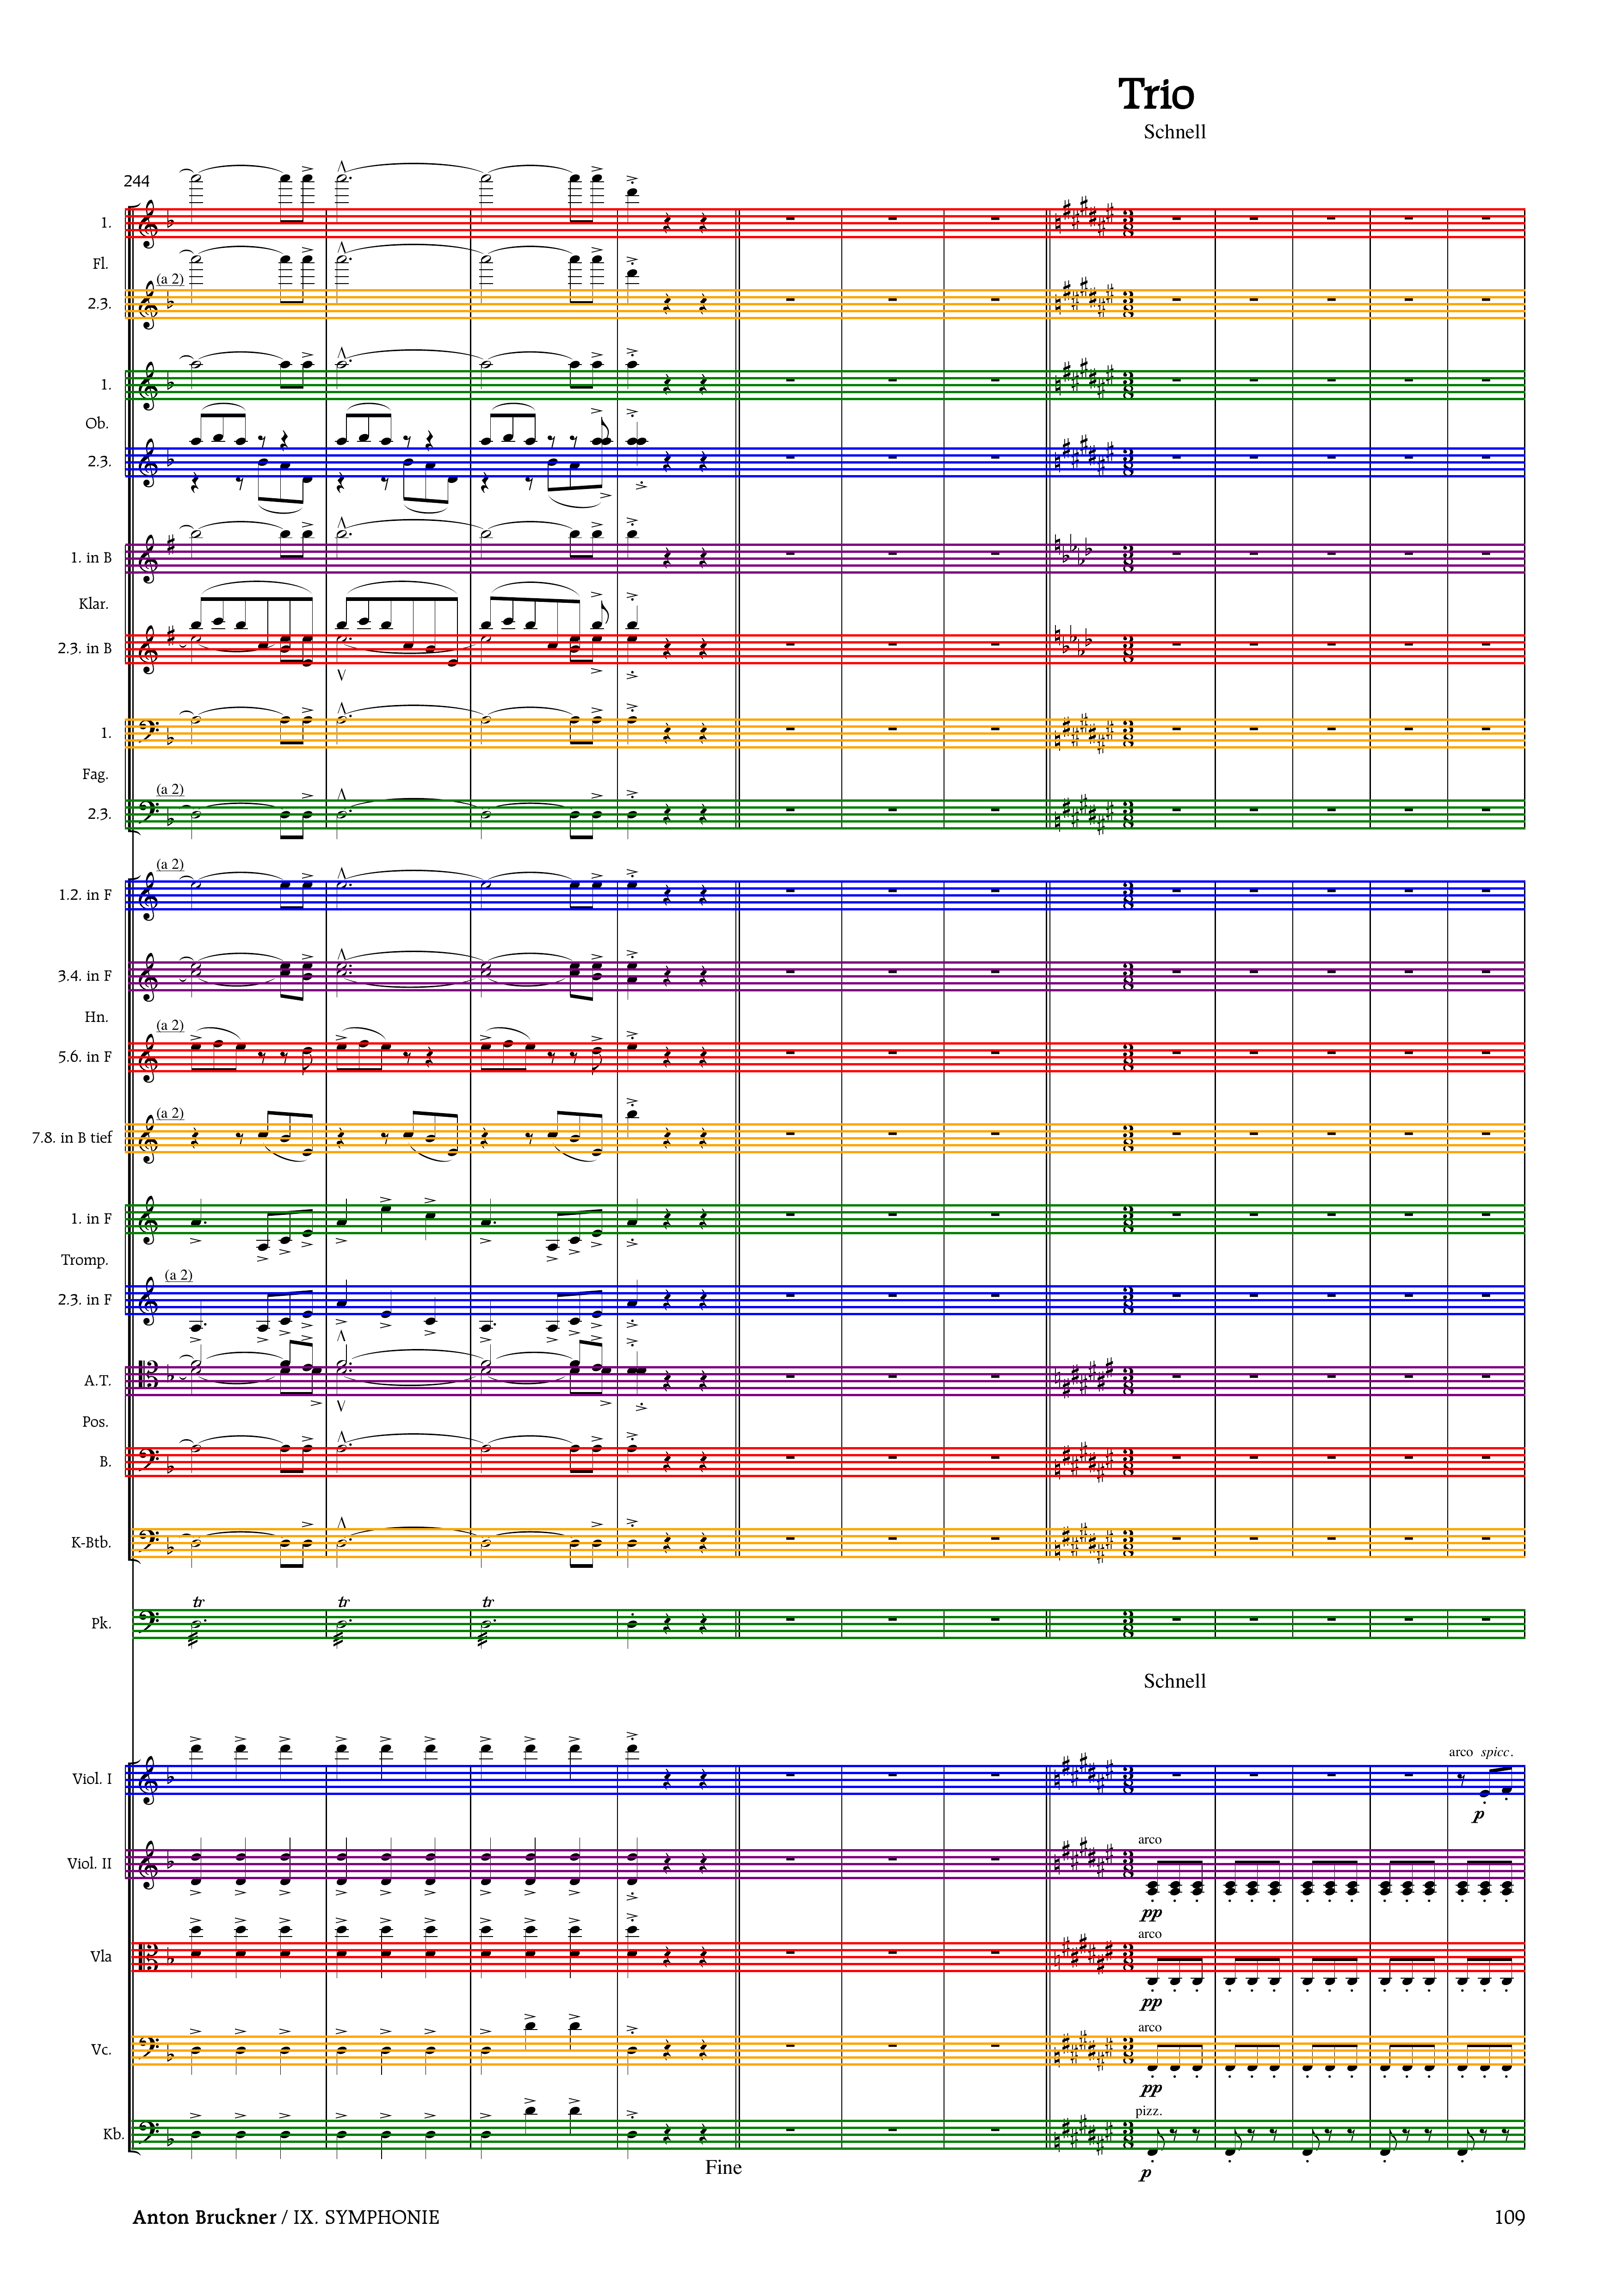 Trio
Schnell
244
1.
Fl.
(a 2)
2.3.
1.
Ob.
2.3.
1. in B
Klar.
2.3. in B
1.
Fag.
(a 2)
2.3.
(a 2)
1.2. in F
3.4. in F
Hn.
(a 2)
5.6. in F
(a 2)
7.8. in B tief
1. in F
Tromp.
(a 2)
2.3. in F
A.T.
Pos.
B.
K-Btb.
tr tr tr
Pk.
Schnell
arco spicc.
Viol. I
p
arco
Viol. II
pp
arco
Vla
pp
arco
Vc.
pp
pizz.
Kb.
Fine
p
Anton Bruckner / IX. SYMPHONIE
109